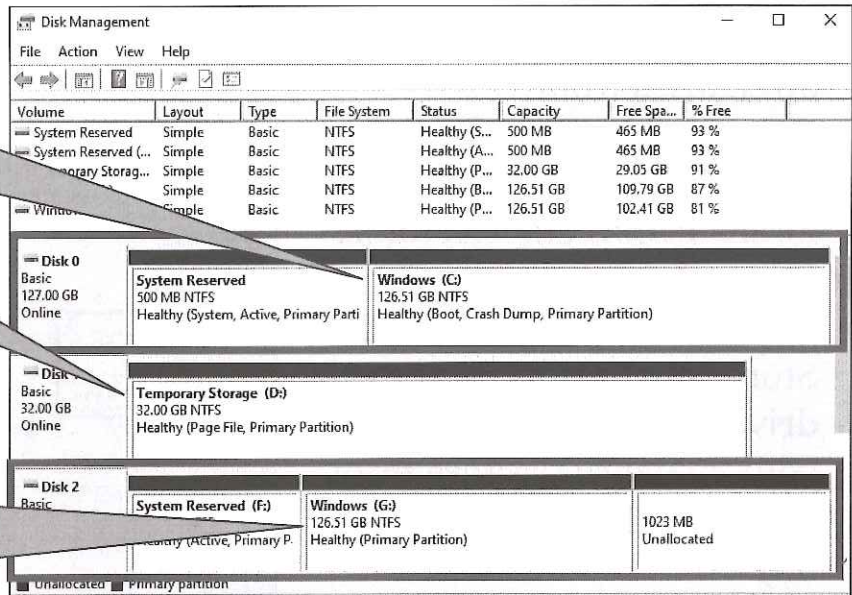 Disk Management
File Action View Help
Volume Layout Type File System Status Capacity Free Spa... % Free
System Reserved Simple Basic NTFS Healthy (S... 500 MB 465 MB 93 %
System Reserved (... Simple Basic NTFS Healthy (A... 500 MB 465 MB 93 %
Storag... Simple Basic NTFS Healthy (P... 32.00 GB 29.05 GB 91 %
Simple Basic NTFS Healthy (B... 126.51 GB 109.79 GB 87 %
Simple Basic NTFS Healthy (P... 126.51 GB 102.41 GB 81 %
Disk 0
Basic
127.00 GB
Online
System Reserved
500 MB NTFS
Healthy (System, Active, Primary Parti
Windows (C:)
126.51 GB NTFS
Healthy (Boot, Crash Dump, Primary Partition)
Basic
32.00 GB
Online
Temporary Storage (D:)
32.00 GB NTFS
Healthy (Page File, Primary Partition)
Disk 2
Basic
System Reserved (F:)
(Active, Primary P
Windows (G:)
126.51 GB NTFS
Healthy (Primary Partition)
1023 MB
Unallocated
Unallocated Primary partition